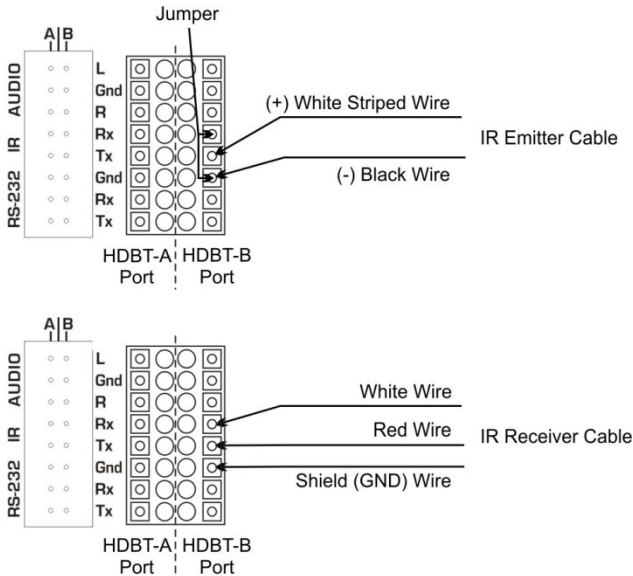 Jumper
A B
AUDIO
IR
RS-232
L
Gnd
R
Rx
Tx
Gnd
Rx
Tx
(+) White Striped Wire
IR Emitter Cable
(-) Black Wire
HDBT-A HDBT-B
Port Port
A B
AUDIO
IR
RS-232
L
Gnd
R
Rx
Tx
Gnd
Rx
Tx
White Wire
Red Wire
IR Receiver Cable
Shield (GND) Wire
HDBT-A HDBT-B
Port Port